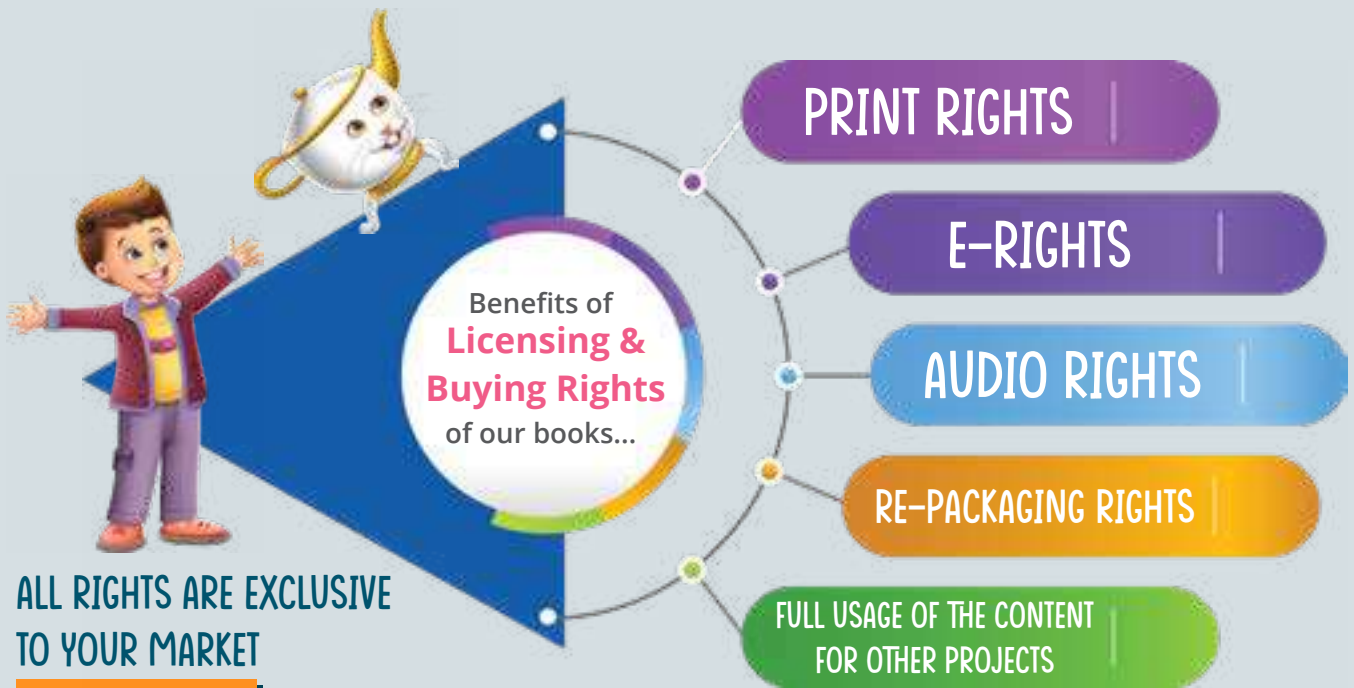 Benefits of
Licensing &
Buying Rights
of our books...
PRINT RIGHTS
E-RIGHTS
AUDIO RIGHTS
RE-PACKAGING RIGHTS
FULL USAGE OF THE CONTENT
FOR OTHER PROJECTS
ALL RIGHTS ARE EXCLUSIVE
TO YOUR MARKET